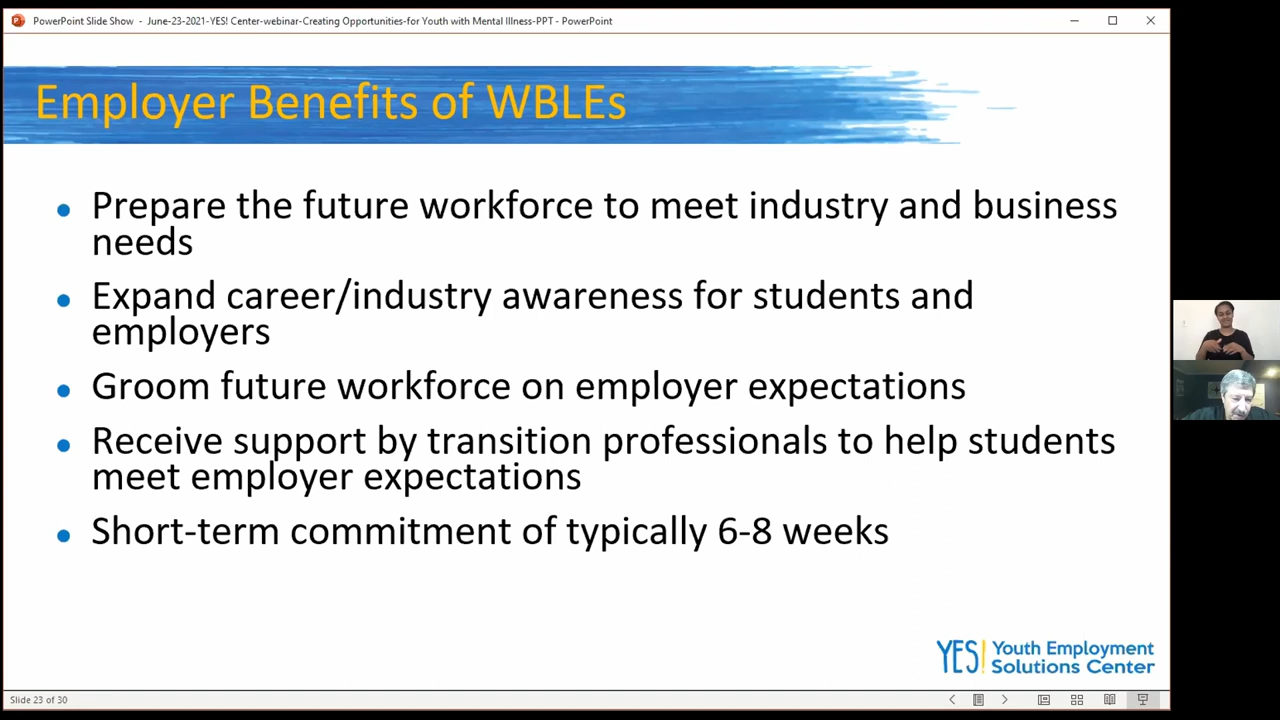 PowerPoint Slide Show - June-23-2021-YES! Center-webinar-Creating Opportunities-for Youth with Mental Illness-PPT - PowerPoint
Employer Benefits of WBLEs
• Prepare the future workforce to meet industry and business
needs
• Expand career/industry awareness for students and
employers
• Groom future workforce on employer expectations
• Receive support by transition professionals to help students
meet employer expectations
• Short-term commitment of typically 6-8 weeks
YES! Youth Employment
Solutions Center
Slide 23 of 30